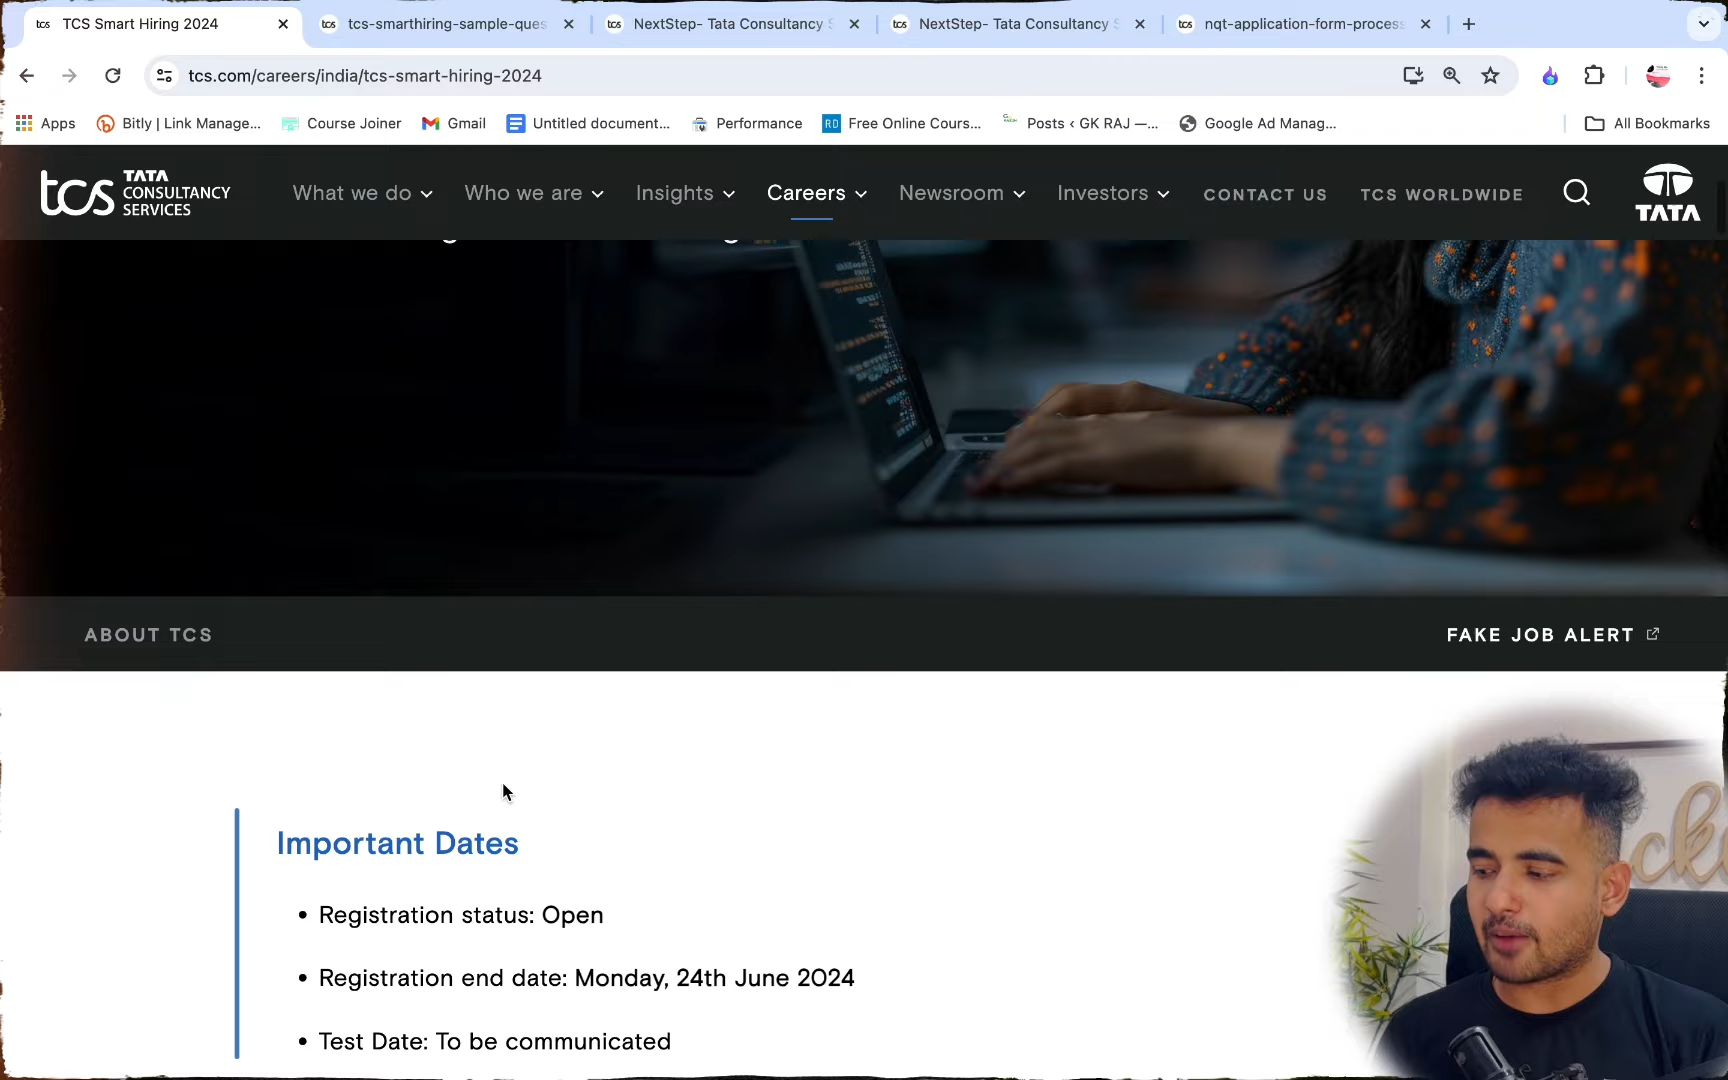 TCS Smart Hiring 2024
tcs-smarthiring-sample-ques
NextStep- Tata Consultancy S
NextStep- Tata Consultancy S
nqt-application-form-process
tcs.com/careers/india/tcs-smart-hiring-2024
Apps
Bitly | Link Manage...
Course Joiner
Gmail
Untitled document...
Performance
RD
Free Online Cours...
Posts ‹ GK RAJ —...
Google Ad Manag...
All Bookmarks
tcs TATA
CONSULTANCY
SERVICES
What we do
Who we are
Insights
Careers
Newsroom
Investors
CONTACT US
TCS WORLDWIDE
TATA
ABOUT TCS
FAKE JOB ALERT
Important Dates
• Registration status: Open
• Registration end date: Monday, 24th June 2024
• Test Date: To be communicated